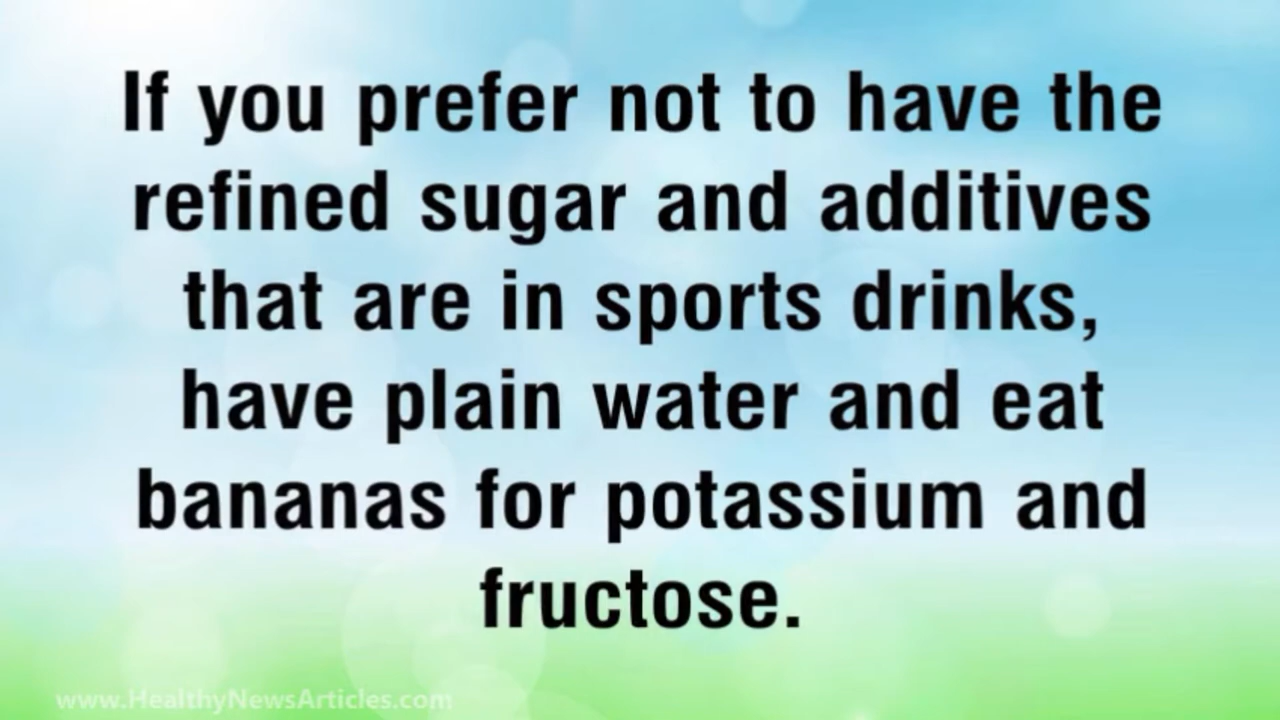 If you prefer not to have the
refined sugar and additives
that are in sports drinks,
have plain water and eat
bananas for potassium and
fructose.
www.HealthyNewsArticles.com